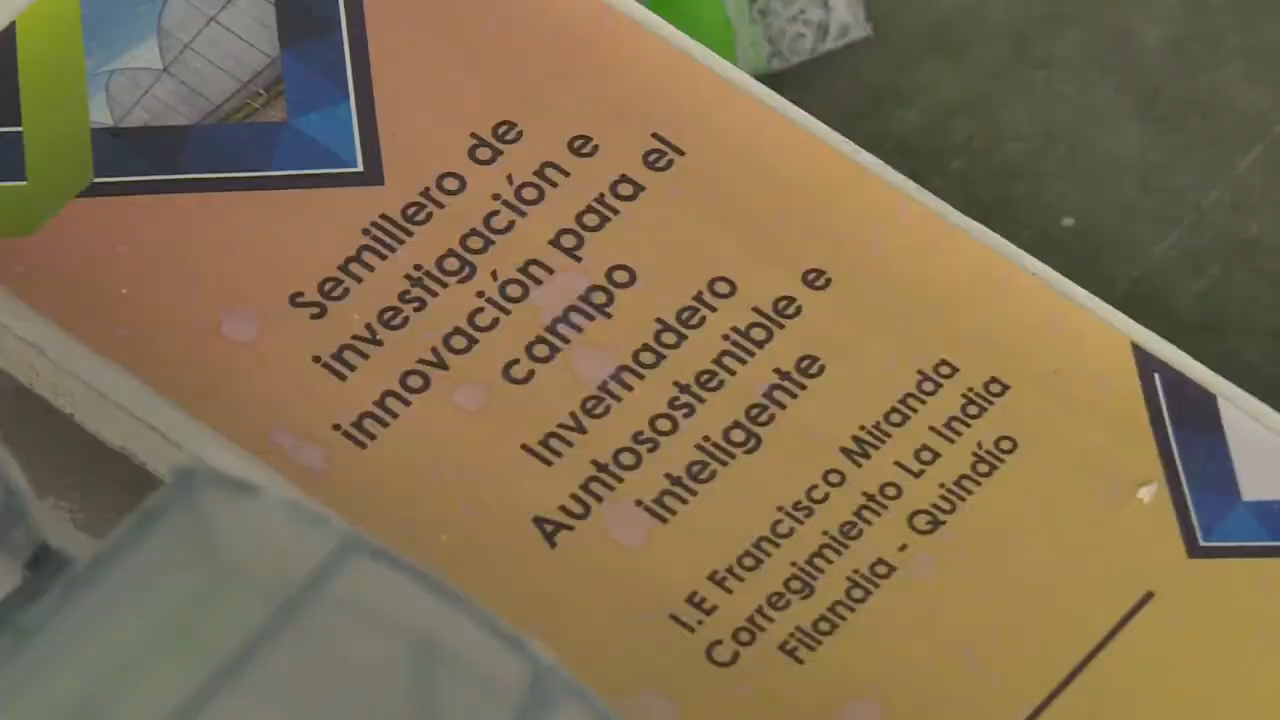 Semillero de
investigación e
innovación para el
campo
Invernadero
Auntosostenible e
inteligente
I.E Francisco Miranda
Corregimiento La India
Filandia - Quindío